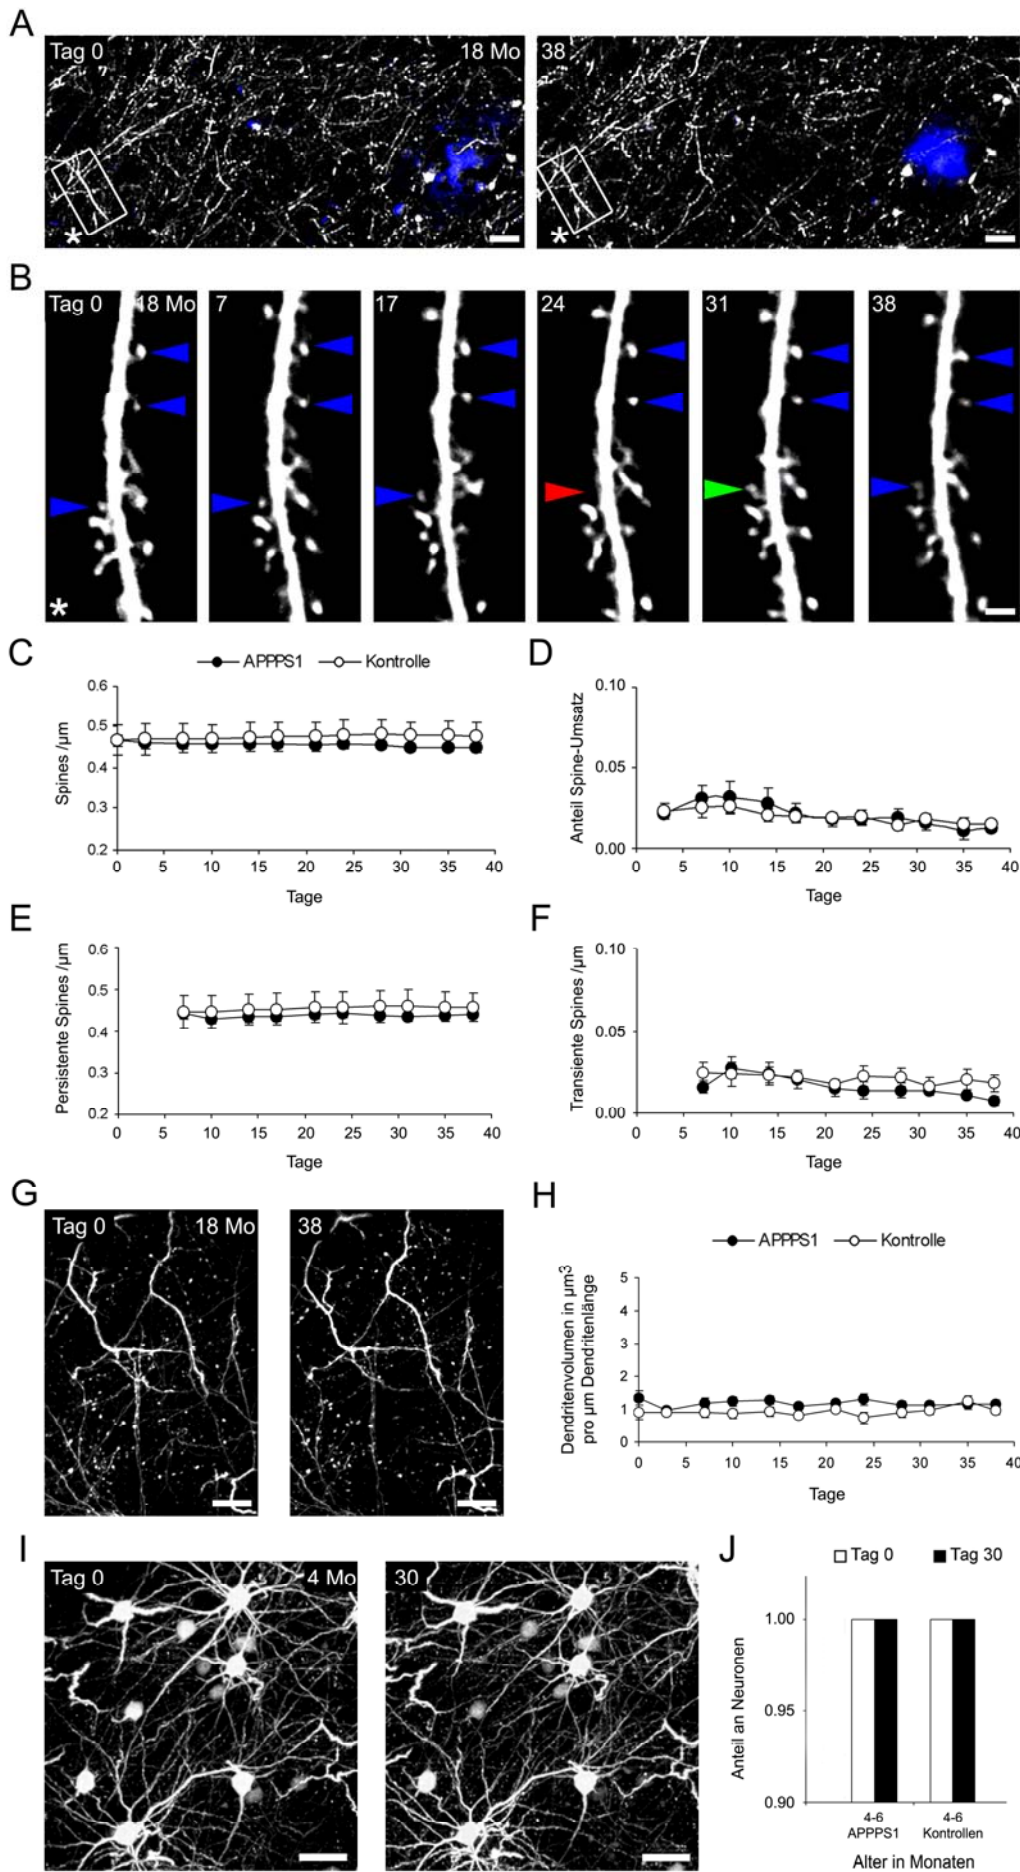 A
Tag 0 18 Mo
38
*
*
B
Tag 0 18 Mo
7
17
24
31
38
*
C
APPPS1 Kontrolle
Spines /µm
0.6
0.5
0.4
0.3
0.2
0 5 10 15 20 25 30 35 40
Tage
D
Anteil Spine-Umsatz
0.10
0.05
0.00
0 5 10 15 20 25 30 35 40
Tage
E
Persistente Spines /µm
0.6
0.5
0.4
0.3
0.2
0 5 10 15 20 25 30 35 40
Tage
F
Transiente Spines /µm
0.10
0.05
0.00
0 5 10 15 20 25 30 35 40
Tage
G
Tag 0 18 Mo
38
H
APPPS1 Kontrolle
Dendritenvolumen in µm³
pro µm Dendritenlänge
5
4
3
2
1
0
0 5 10 15 20 25 30 35 40
Tage
I
Tag 0 4 Mo
30
J
Tag 0 Tag 30
Anteil an Neuronen
1.00
0.95
0.90
4-6 4-6
APPPS1 Kontrollen
Alter in Monaten